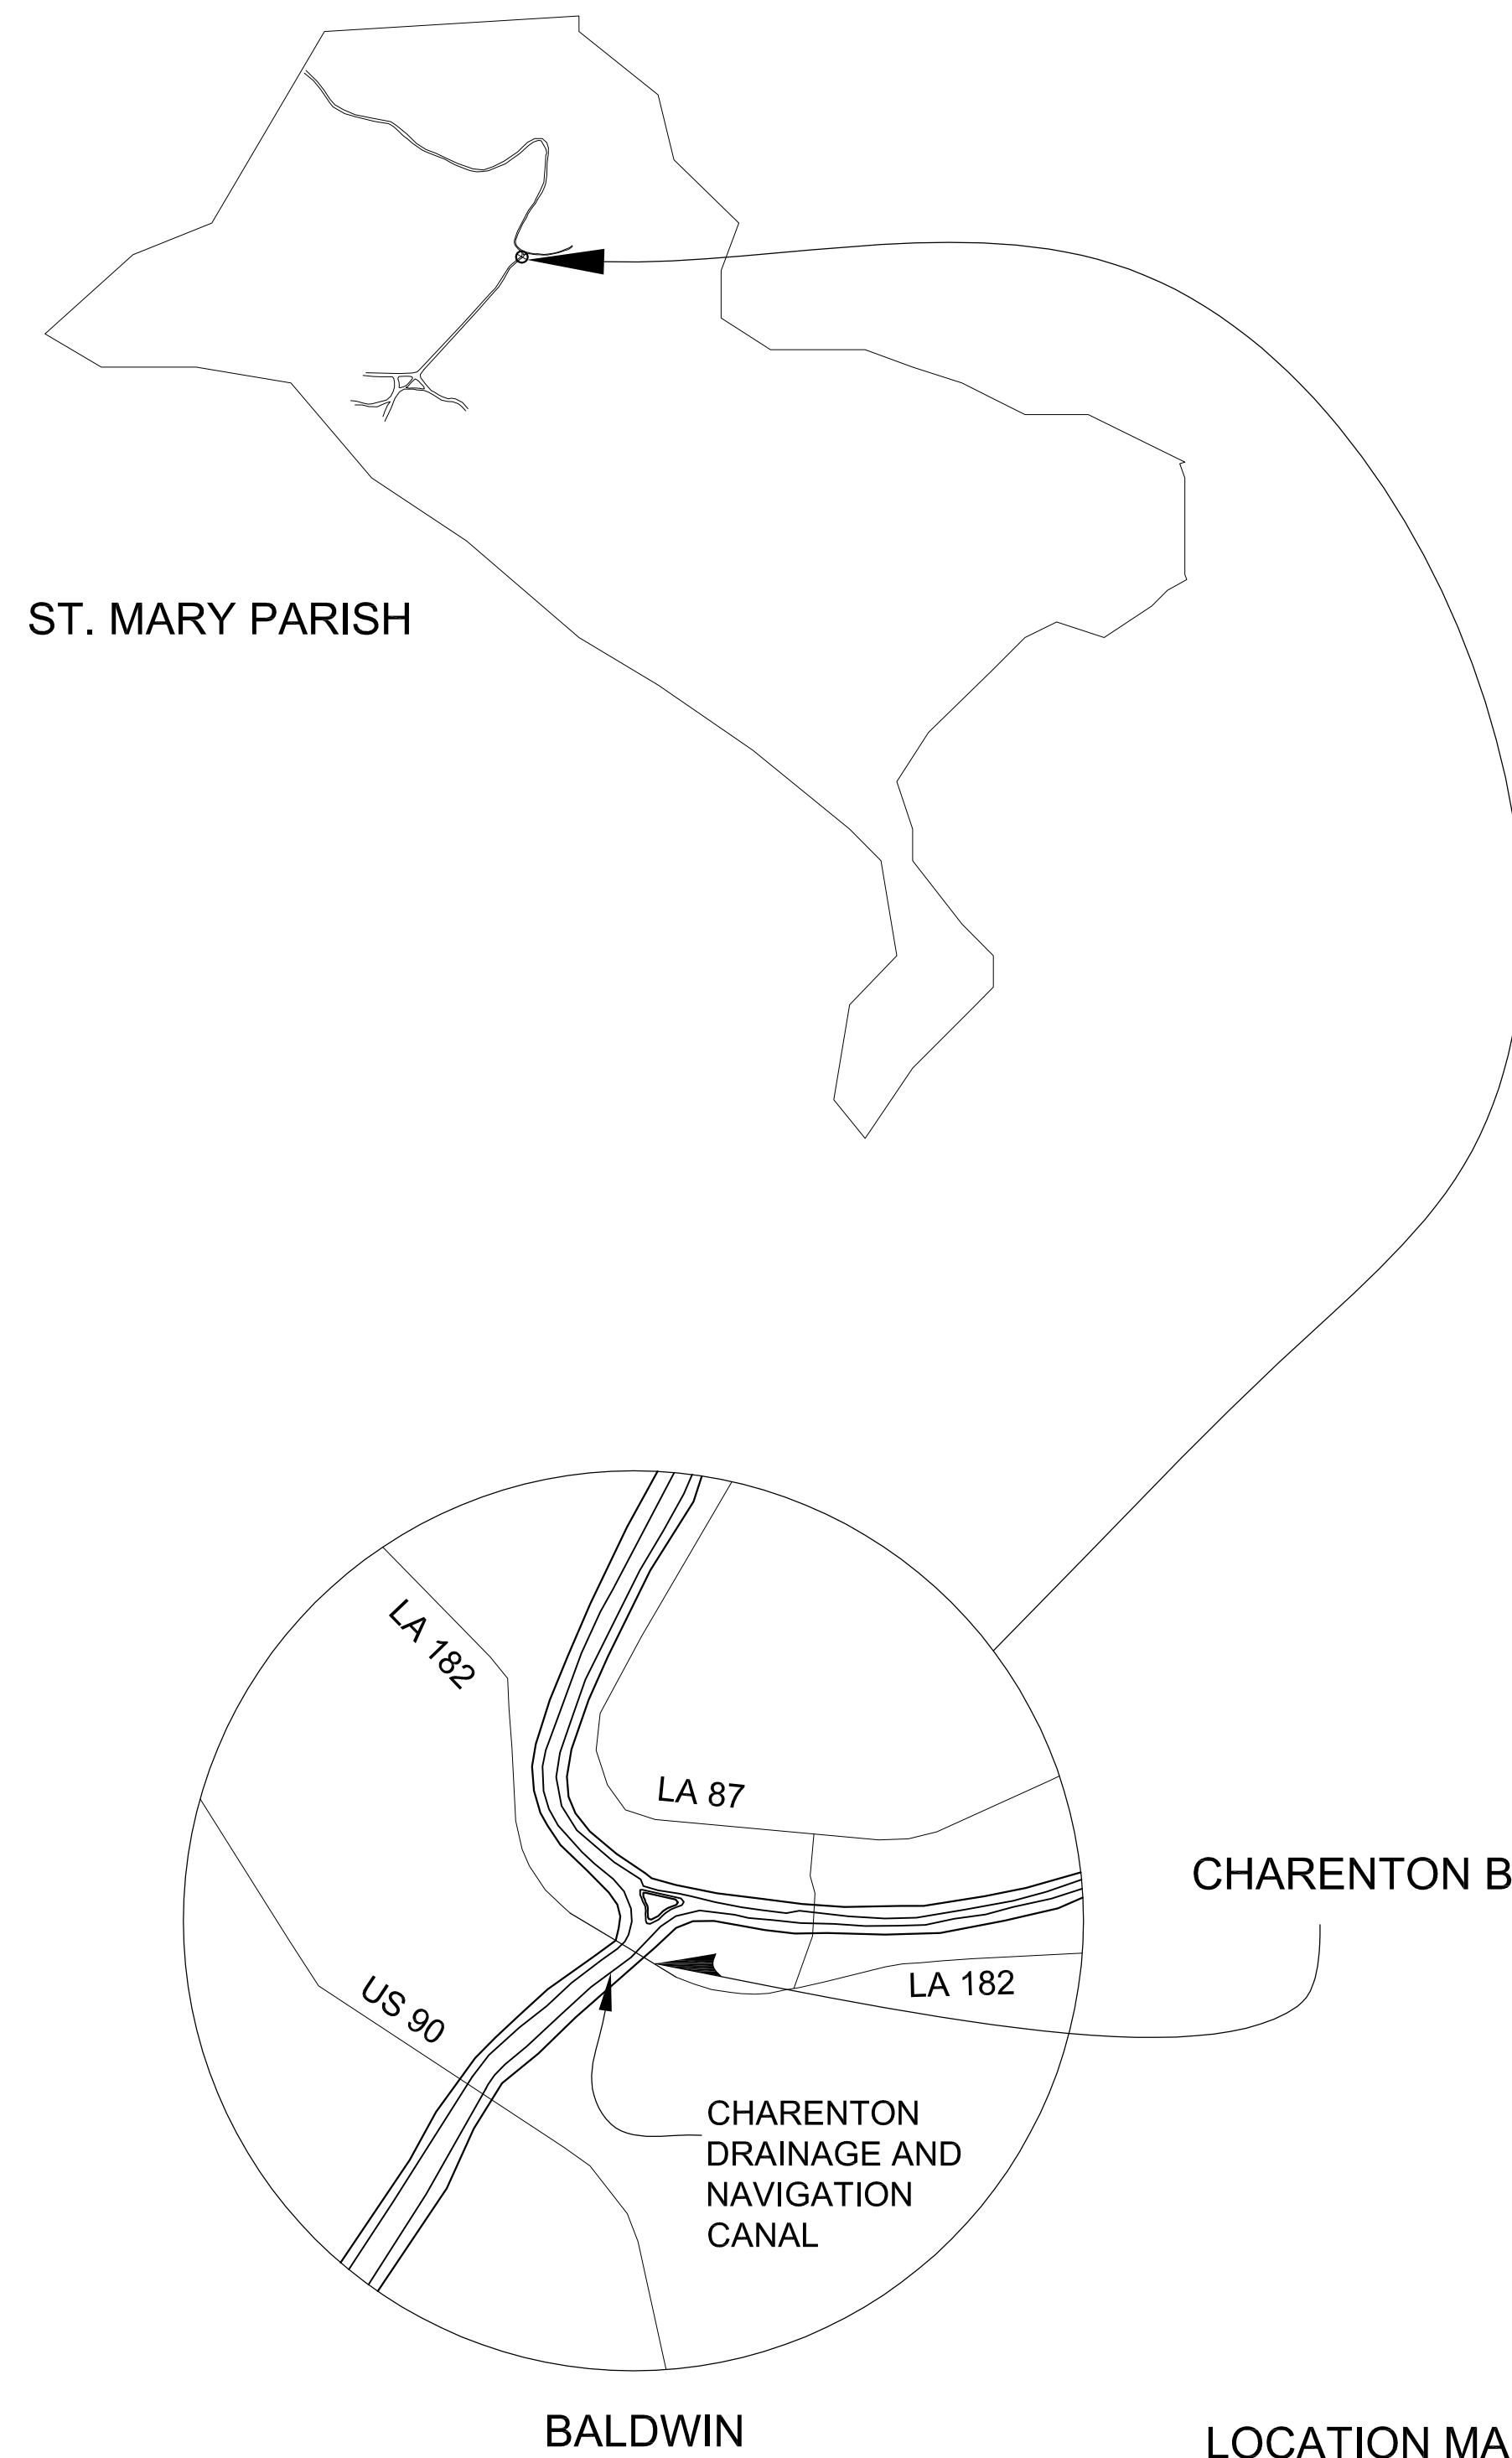 ST. MARY PARISH
LA 182
LA 87
CHARENTON B
LA 182
US 90
CHARENTON
DRAINAGE AND
NAVIGATION
CANAL
BALDWIN
LOCATION MA